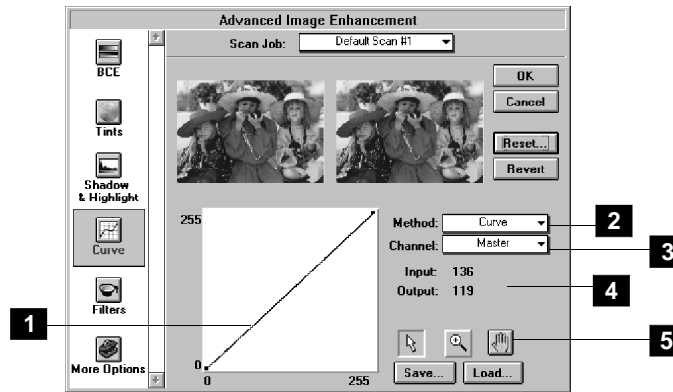 Advanced Image Enhancement
Scan Job: Default Scan #1
BCE
Tints
Shadow
& Highlight
Curve
Filters
More Options
OK
Cancel
Reset...
Revert
255
0
0 255
Method: Curve
Channel: Master
Input: 136
Output: 119
Save... Load...
1
2
3
4
5